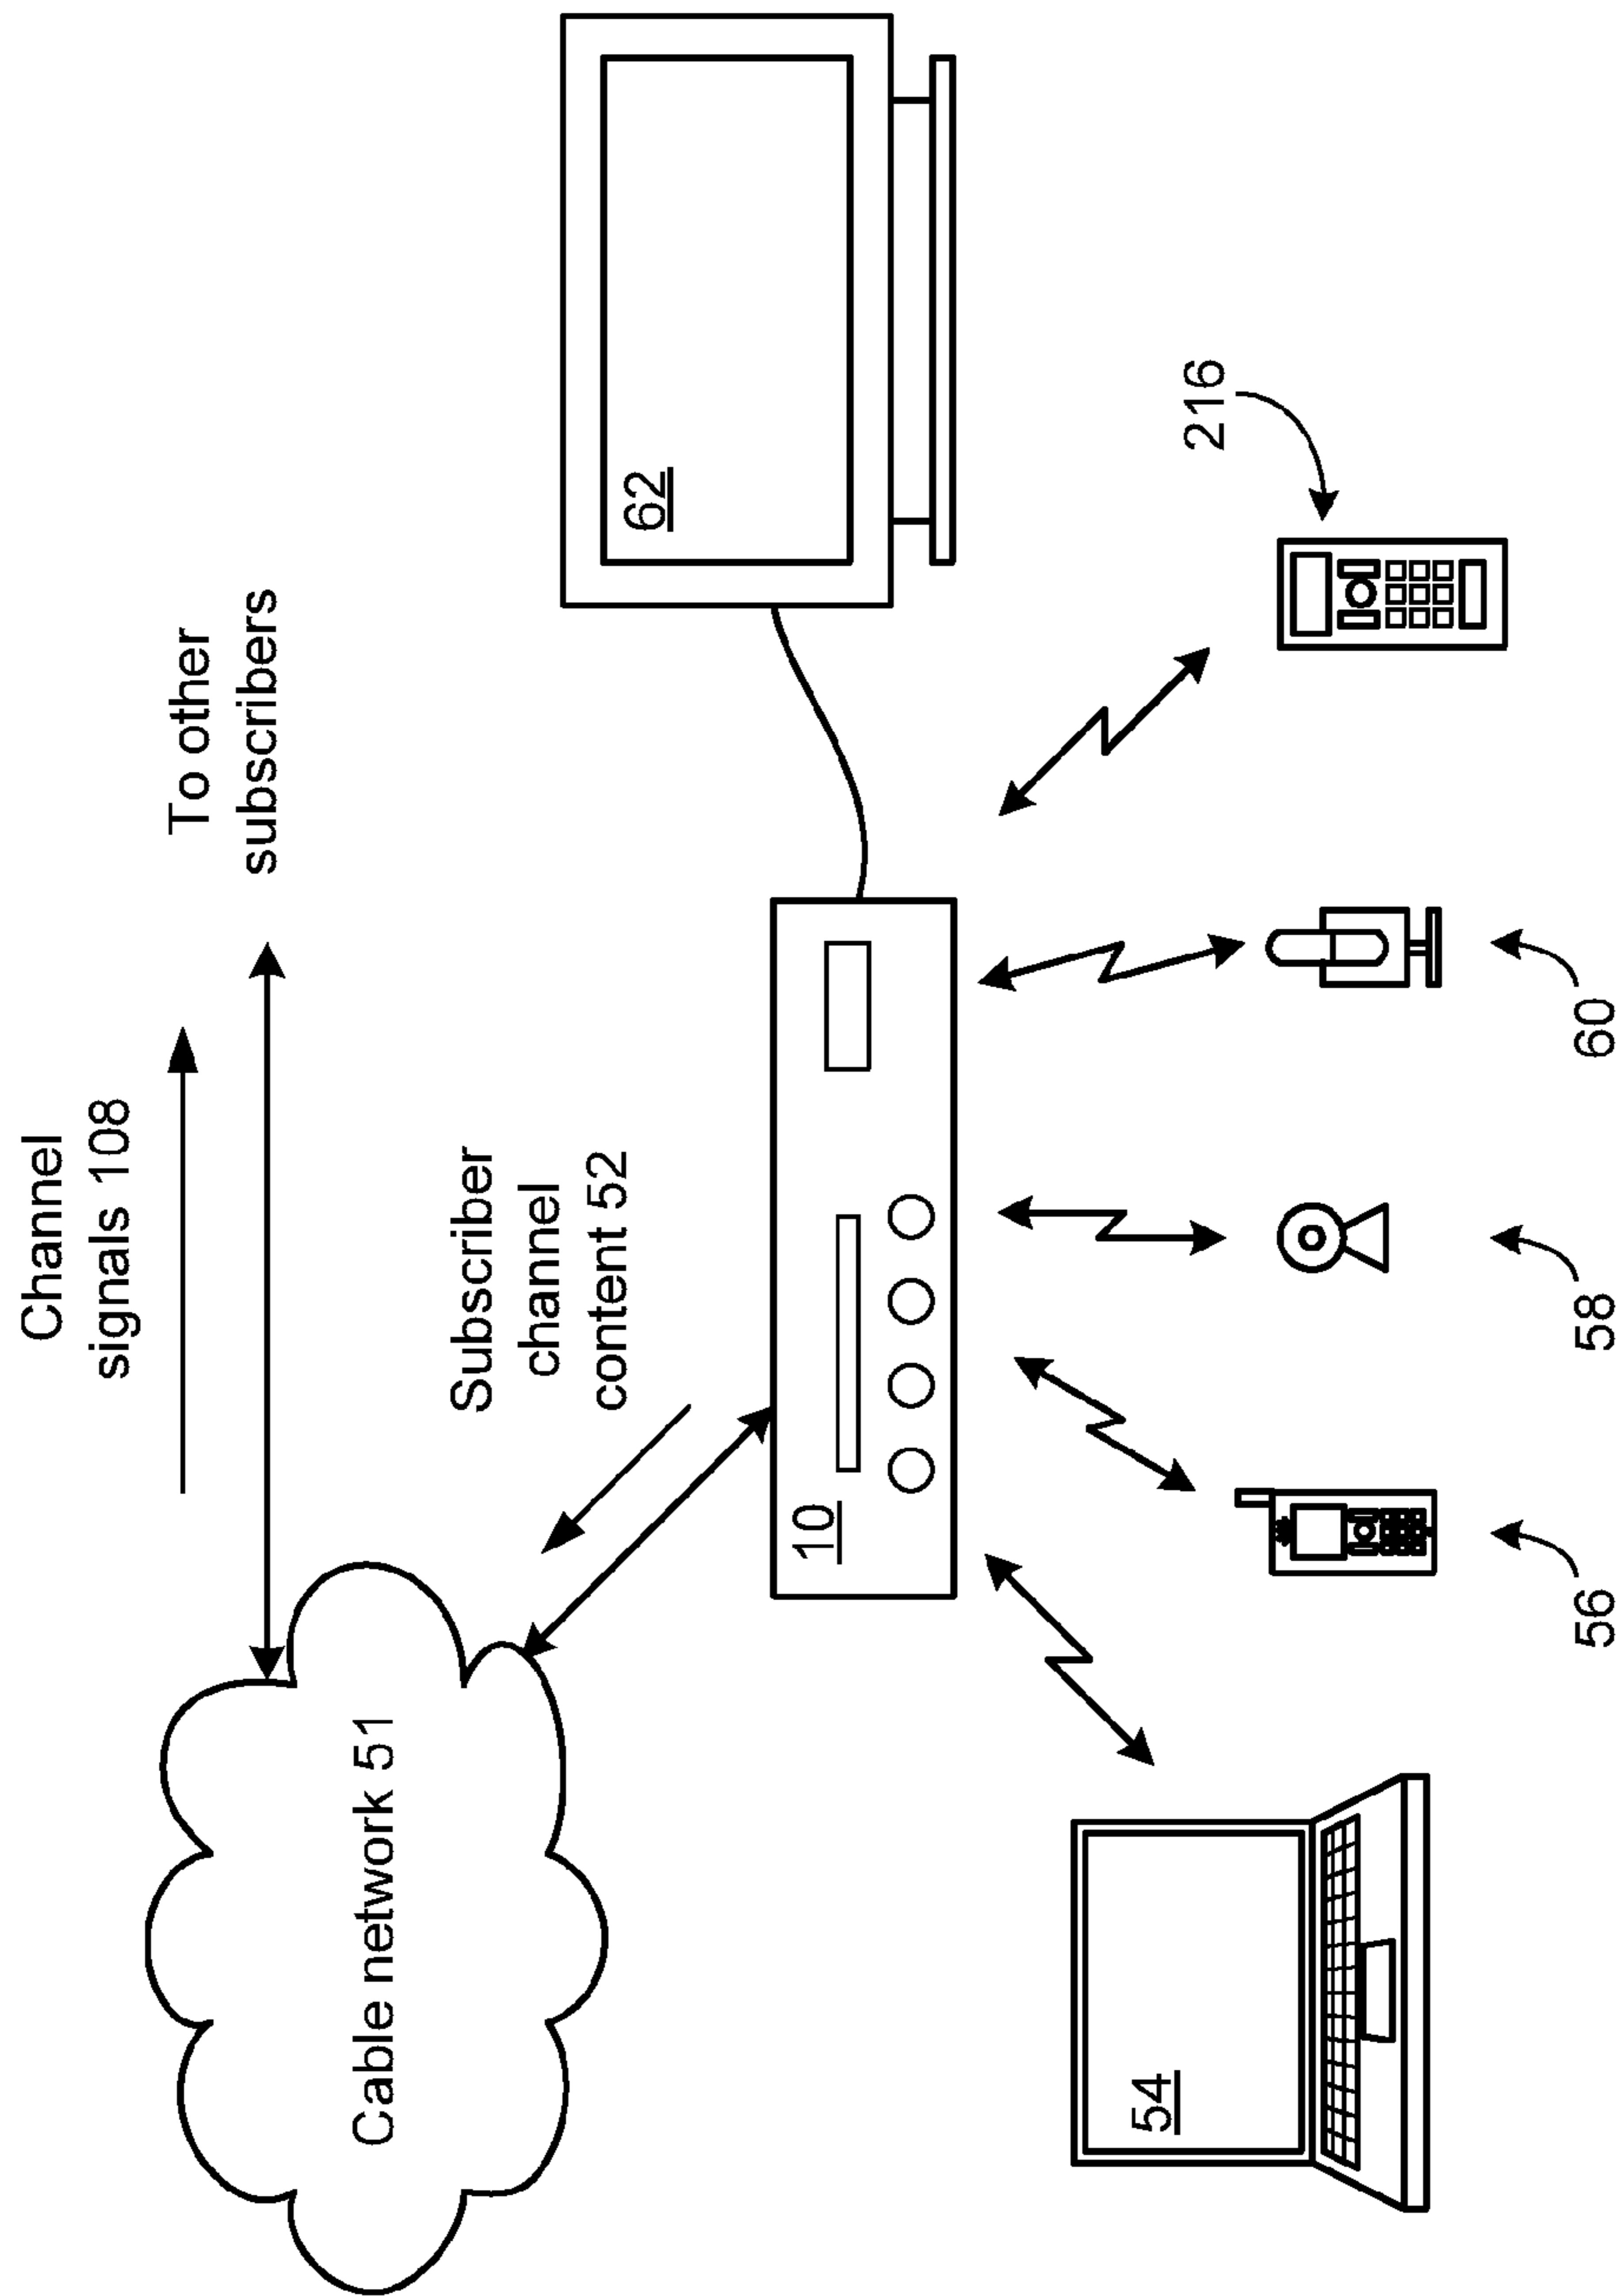 Channel
signals 108
To other
subscribers
Cable network 51
Subscriber
channel
content 52
10
62
54
56
58
60
216